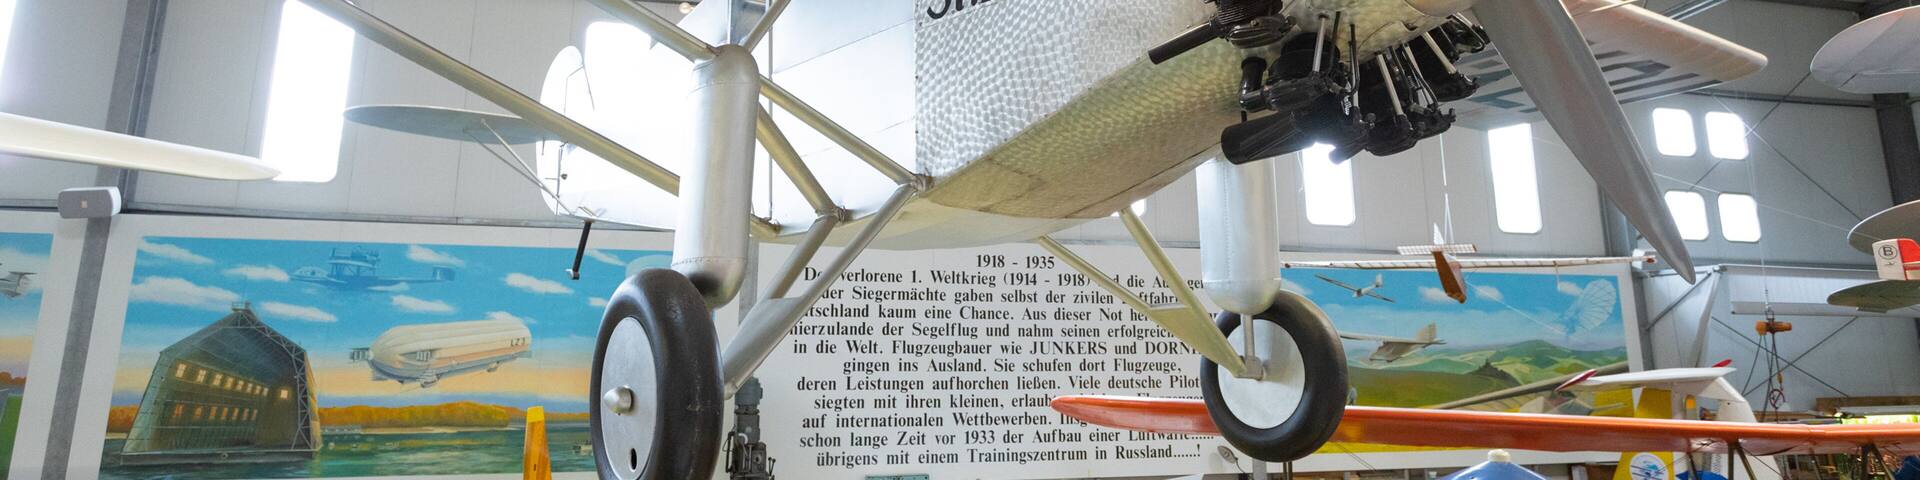 1918 - 1935
verlorene 1. Weltkrieg (1914 - 1918) die
der Siegermächte gaben selbst der zivilen
kaum eine Chance. Aus dieser Not
hierzulande der Segelflug und nahm seinen
in die Welt. Flugzeugbauer wie JUNKERS und
gingen ins Ausland. Sie schufen dort Flugzeuge,
deren Leistungen aufhorchen ließen. Viele deutsche
siegten mit ihren kleinen,
auf internationalen Wettbewerben.
schon lange Zeit vor 1933 der Aufbau einer
übrigens mit einem Trainingszentrum in Russland......!
LZ 3
B